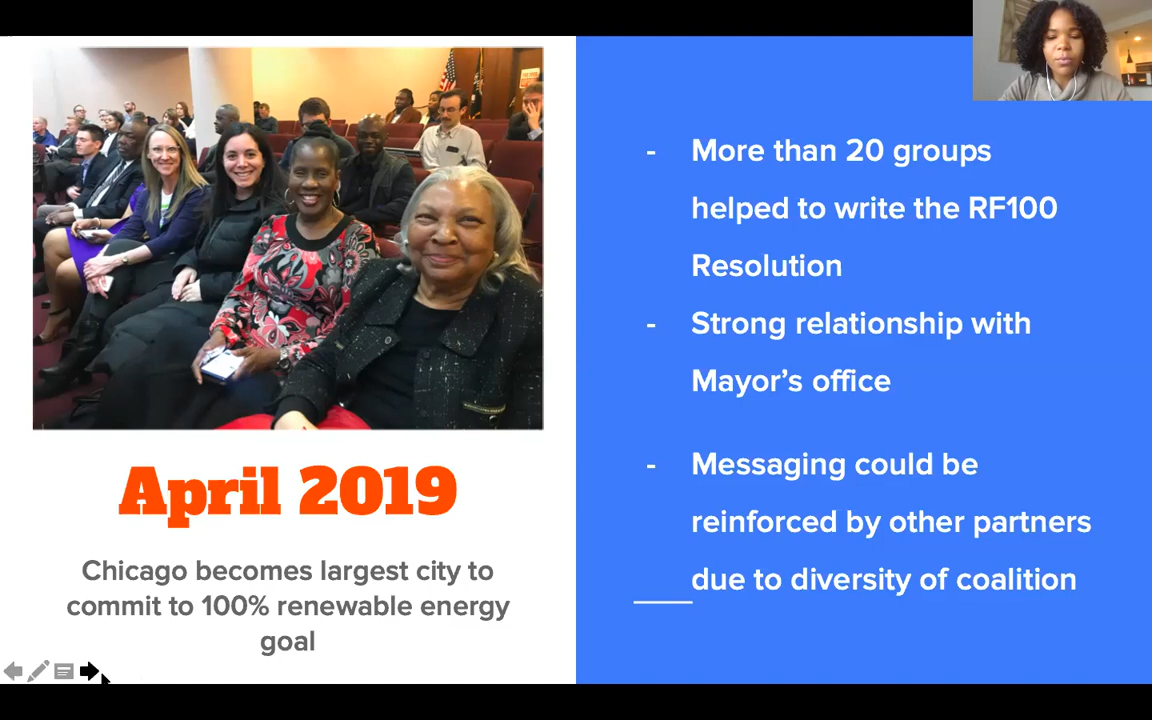 April 2019
Chicago becomes largest city to
commit to 100% renewable energy
goal
- More than 20 groups
helped to write the RF100
Resolution
- Strong relationship with
Mayor's office
- Messaging could be
reinforced by other partners
due to diversity of coalition